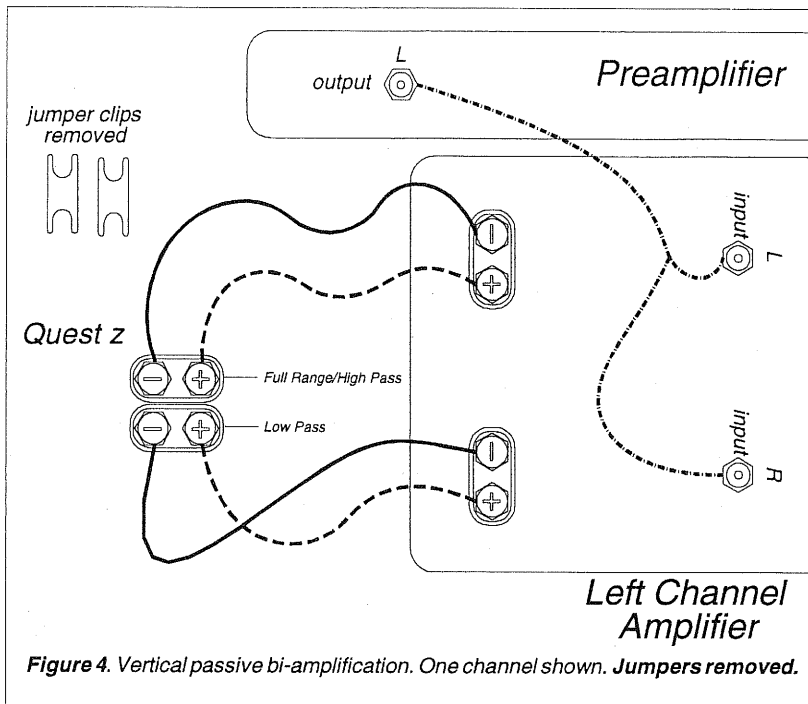 L
output
Preamplifier
jumper clips
removed
input
L
Quest z
Full Range/High Pass
Low Pass
input
R
Left Channel
Amplifier
Figure 4. Vertical passive bi-amplification. One channel shown. Jumpers removed.